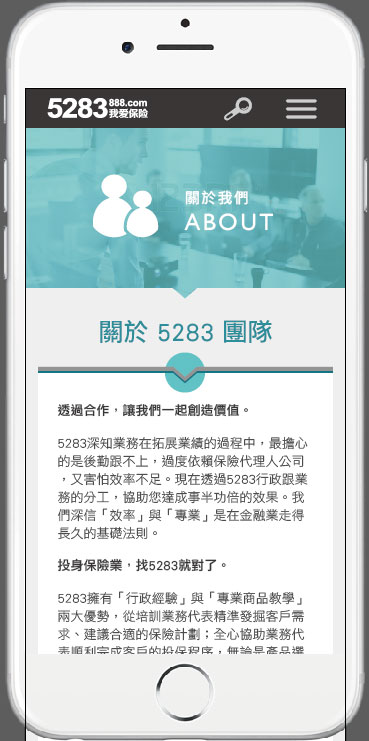 5283 888.com
我爱保险
關於我們
ABOUT
關於 5283 團隊
透過合作，讓我們一起創造價值。
5283深知業務在拓展業績的過程中，最擔心
的是後勤跟不上，過度依賴保險代理人公司
，又害怕效率不足。現在透過5283行政跟業
務的分工，協助您達成事半功倍的效果。我
們深信「效率」與「專業」是在金融業走得
長久的基礎法則。
投身保險業，找5283就對了。
5283擁有「行政經驗」與「專業商品教學」
兩大優勢，從培訓業務代表精準發掘客戶需
求、建議合適的保險計劃；全心協助業務代
表順利完成客戶的投保程序，無論是產品選